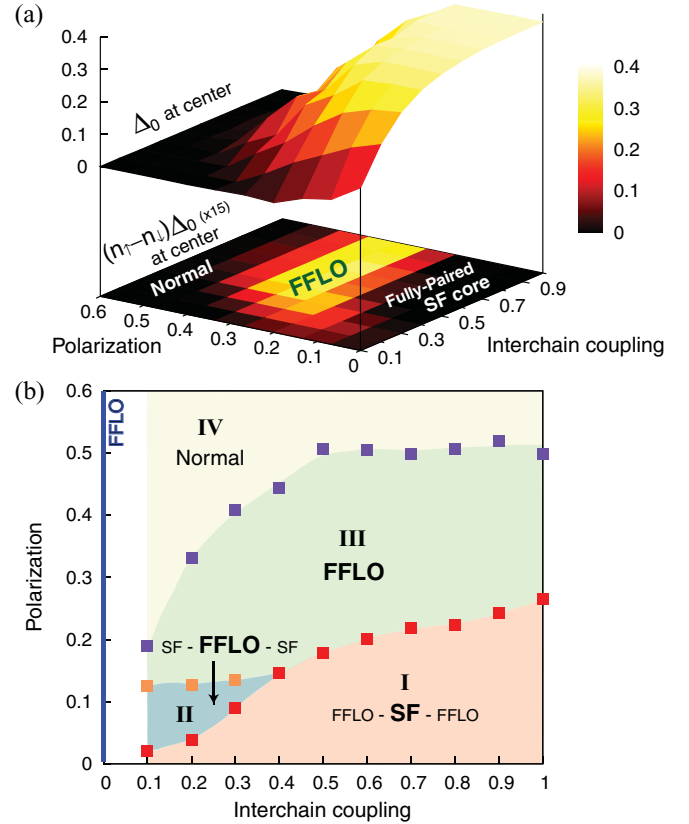 (a)
0.4
0.3
0.2
0.1
0
Δ₀ at center
(n↑–n↓)Δ₀ (x15)
at center
Normal
FFLO
Fully-Paired
SF core
0.6
0.5
0.4
0.3
0.2
0.1
0
Polarization
0.1
0.3
0.5
0.7
0.9
Interchain coupling
0.4
0.3
0.2
0.1
0
(b)
0.6
0.5
0.4
0.3
0.2
0.1
0
Polarization
FFLO
IV
Normal
III
FFLO
SF - FFLO - SF
II
I
FFLO - SF - FFLO
0
0.1
0.2
0.3
0.4
0.5
0.6
0.7
0.8
0.9
1
Interchain coupling